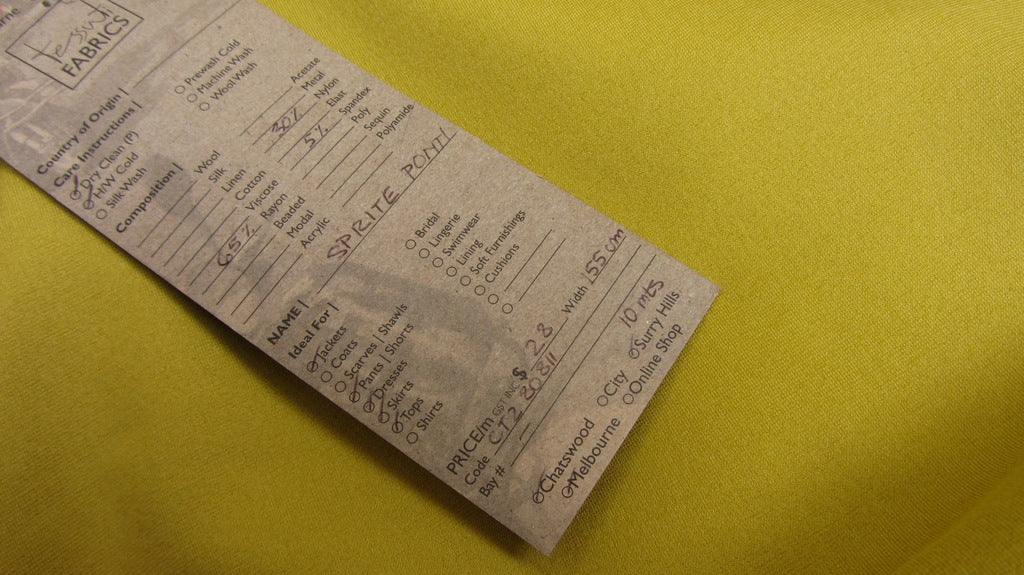 Tessuti
FABRICS
Country of Origin |
Care Instructions |
Dry Clean (P)
H/W Cold
Silk Wash
Prewash Cold
Machine Wash
Wool Wash
Composition |
Wool
Silk
Linen
Cotton
65% Viscose
Rayon
Beaded
Modal
Acrylic
Acetate
Metal
30% Nylon
Elast
5% Spandex
Poly
Sequin
Polyamide
NAME | SPRITE PONTI
Ideal For |
Jackets
Coats
Scarves | Shawls
Pants | Shorts
Dresses
Skirts
Tops
Shirts
Bridal
Lingerie
Swimwear
Lining
Soft Furnishings
Cushions
PRICE/m GST INC $ 28 Width 155cm
Code CT2 80811
Bay # 10 mts
Chatswood City Surry Hills
Melbourne Online Shop